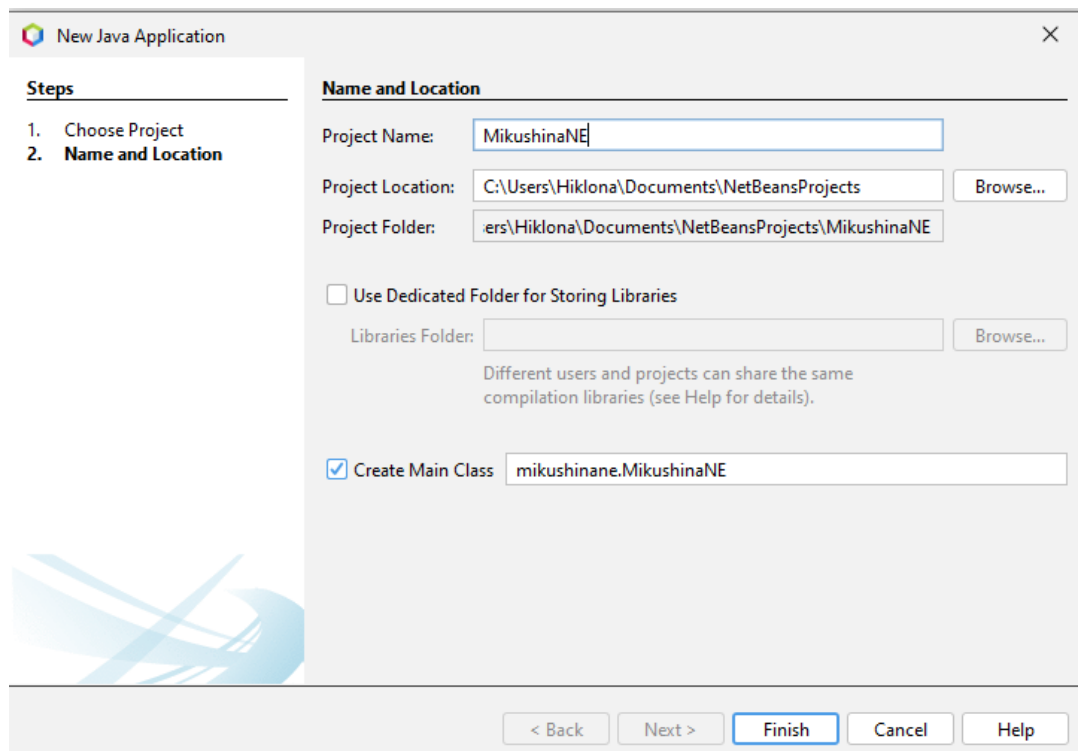 New Java Application
Steps
1. Choose Project
2. Name and Location
Name and Location
Project Name: MikushinaNE
Project Location: C:\Users\Hiklona\Documents\NetBeansProjects Browse...
Project Folder: ers\Hiklona\Documents\NetBeansProjects\MikushinaNE
Use Dedicated Folder for Storing Libraries
Libraries Folder: Browse...
Different users and projects can share the same
compilation libraries (see Help for details).
Create Main Class mikushinane.MikushinaNE
< Back Next > Finish Cancel Help